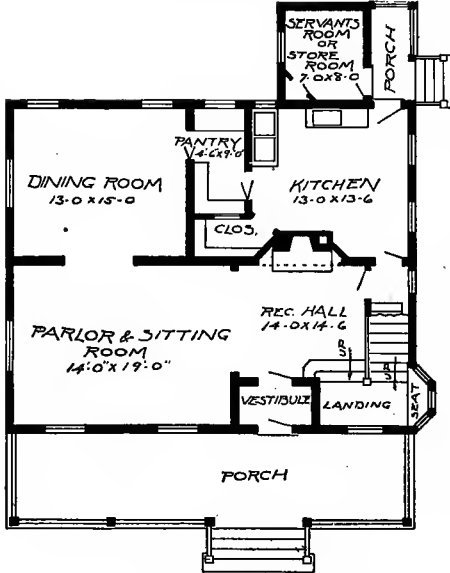 SERVANTS
ROOM
OR
STORE
ROOM
7-0X8-0
PORCH
PANTRY
4'-6X9'-0"
DINING ROOM
13-0 X 15-0
KITCHEN
13-0 X 13-6
CLOS.
REC. HALL
14-0X14-6
PARLOR & SITTING
ROOM
14'0" X 19'-0"
VESTIBULE
LANDING
SEAT
PORCH